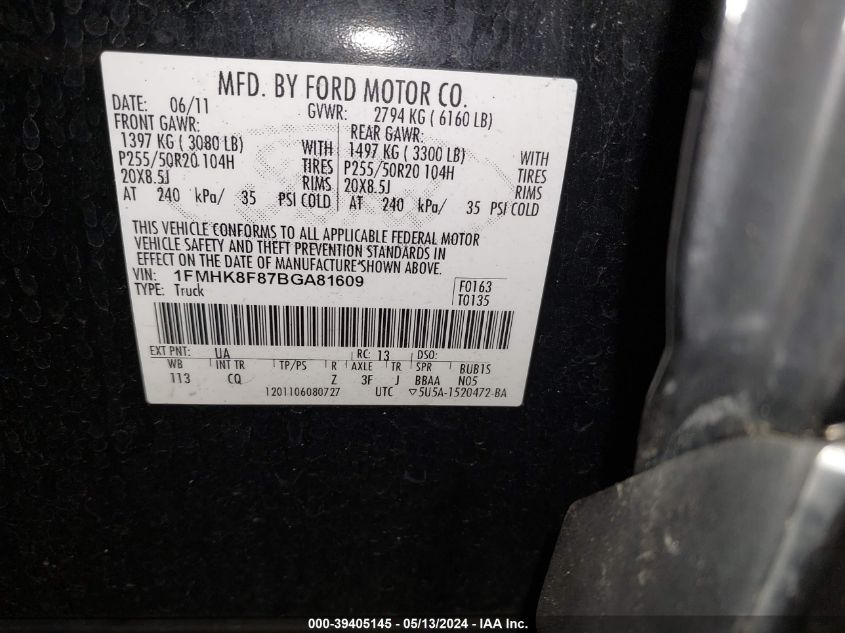 MFD. BY FORD MOTOR CO.
DATE: 06/11 GVWR: 2794 KG ( 6160 LB)
FRONT GAWR: REAR GAWR:
1397 KG ( 3080 LB) WITH 1497 KG ( 3300 LB) WITH
P255/50R20 104H TIRES P255/50R20 104H TIRES
20X8.5J RIMS 20X8.5J RIMS
AT 240 kPa/ 35 PSI COLD AT 240 kPa/ 35 PSI COLD
THIS VEHICLE CONFORMS TO ALL APPLICABLE FEDERAL MOTOR
VEHICLE SAFETY AND THEFT PREVENTION STANDARDS IN
EFFECT ON THE DATE OF MANUFACTURE SHOWN ABOVE.
VIN: 1FMHK8F87BGA81609 F0163
TYPE: Truck T0135
EXT PNT: UA RC: 13 DSO:
WB INT TR TP/PS R AXLE TR SPR BUB1S
113 CQ Z 3F J BBAA N05
1201106080727 UTC ▽5U5A-1520472-BA
000-39405145 - 05/13/2024 - IAA Inc.